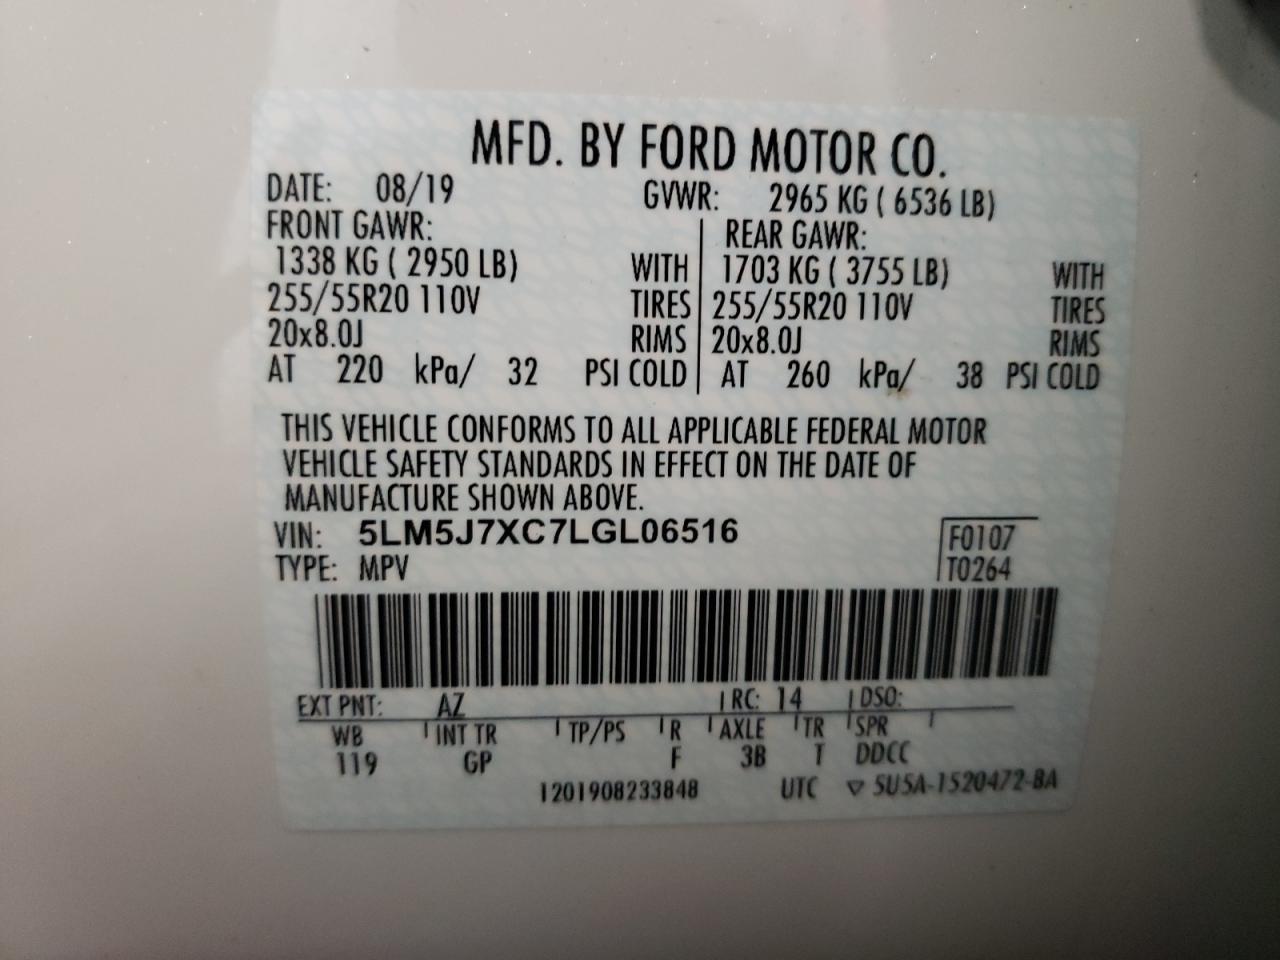 MFD. BY FORD MOTOR CO.
DATE: 08/19 GVWR: 2965 KG ( 6536 LB)
FRONT GAWR: REAR GAWR:
1338 KG ( 2950 LB) WITH 1703 KG ( 3755 LB) WITH
255/55R20 110V TIRES 255/55R20 110V TIRES
20x8.0J RIMS 20x8.0J RIMS
AT 220 kPa/ 32 PSI COLD AT 260 kPa/ 38 PSI COLD
THIS VEHICLE CONFORMS TO ALL APPLICABLE FEDERAL MOTOR
VEHICLE SAFETY STANDARDS IN EFFECT ON THE DATE OF
MANUFACTURE SHOWN ABOVE.
VIN: 5LM5J7XC7LGL06516 F0107
TYPE: MPV T0264
EXT PNT: AZ RC: 14 DSO:
WB INT TR TP/PS R AXLE TR SPR
119 GP F 3B T DDCC
1201908233848 UTC ▽ 5U5A-1520472-BA